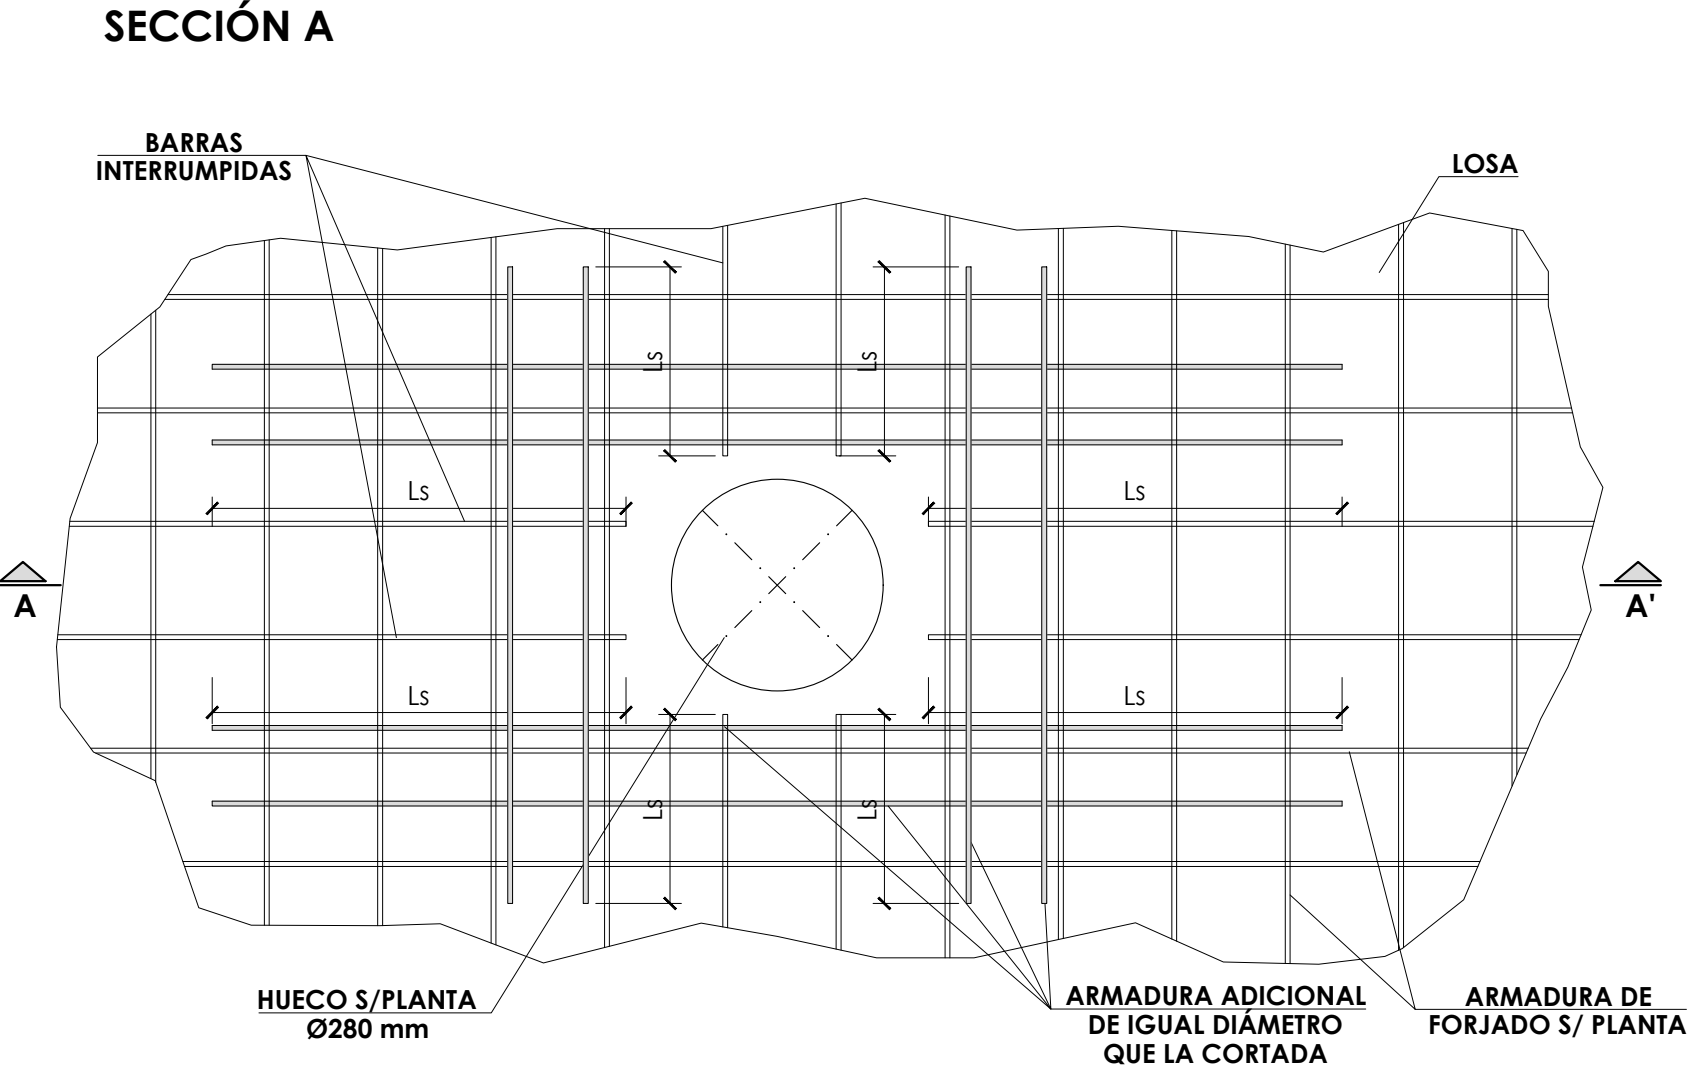 SECCIÓN A
BARRAS
INTERRUMPIDAS
LOSA
Ls
Ls
Ls
Ls
A
A'
Ls
Ls
Ls
Ls
HUECO S/PLANTA
Ø280 mm
ARMADURA ADICIONAL
DE IGUAL DIÁMETRO
QUE LA CORTADA
ARMADURA DE
FORJADO S/ PLANTA